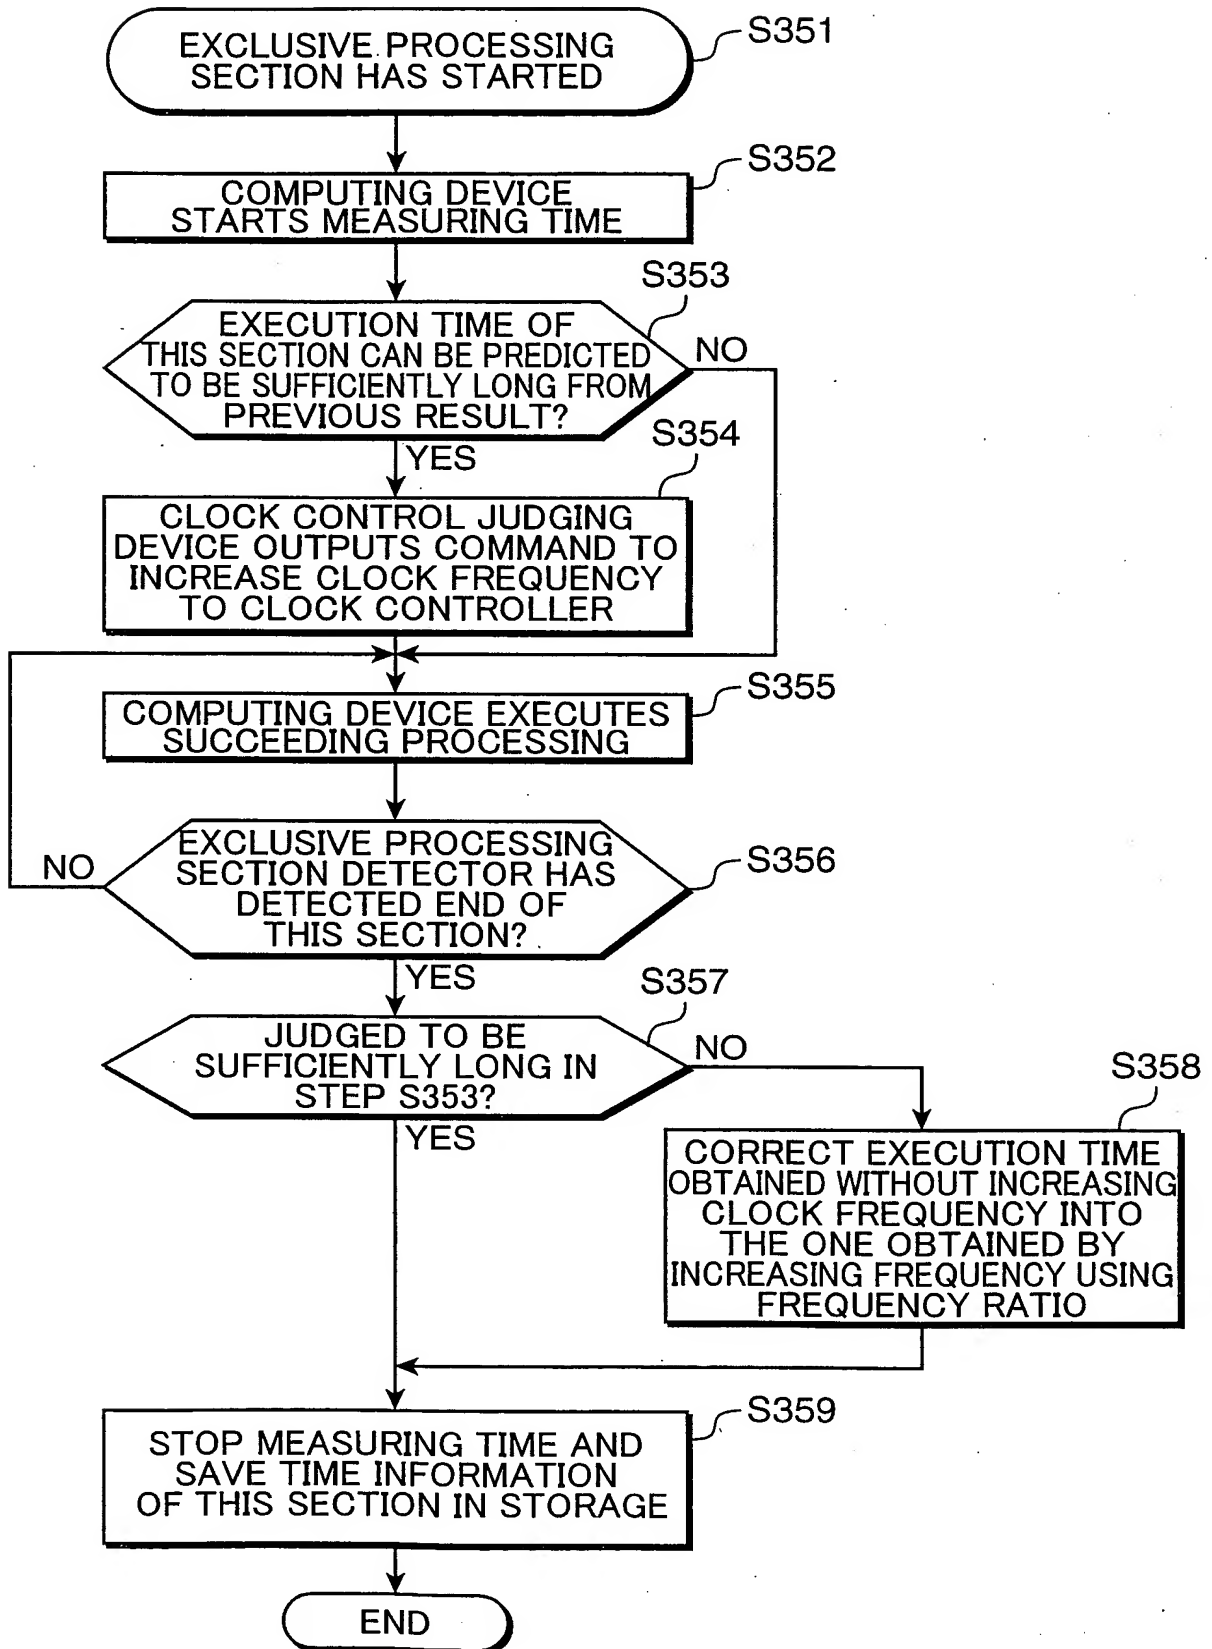 EXCLUSIVE PROCESSING
SECTION HAS STARTED
S351
S352
COMPUTING DEVICE
STARTS MEASURING TIME
S353
EXECUTION TIME OF
THIS SECTION CAN BE PREDICTED
TO BE SUFFICIENTLY LONG FROM
PREVIOUS RESULT?
NO
YES
S354
CLOCK CONTROL JUDGING
DEVICE OUTPUTS COMMAND TO
INCREASE CLOCK FREQUENCY
TO CLOCK CONTROLLER
S355
COMPUTING DEVICE EXECUTES
SUCCEEDING PROCESSING
EXCLUSIVE PROCESSING
SECTION DETECTOR HAS
DETECTED END OF
THIS SECTION?
S356
NO
YES
S357
JUDGED TO BE
SUFFICIENTLY LONG IN
STEP S353?
NO
YES
S358
CORRECT EXECUTION TIME
OBTAINED WITHOUT INCREASING
CLOCK FREQUENCY INTO
THE ONE OBTAINED BY
INCREASING FREQUENCY USING
FREQUENCY RATIO
S359
STOP MEASURING TIME AND
SAVE TIME INFORMATION
OF THIS SECTION IN STORAGE
END